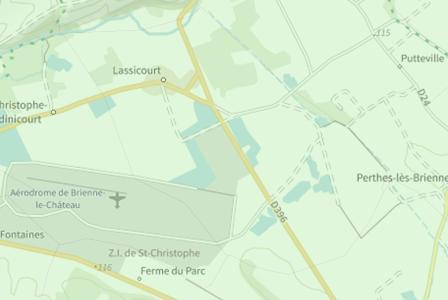 115
Putteville
Lassicourt
D24
hristophe-
dinicourt
Perthes-lès-Brienne
Aérodrome de Brienne-
le-Château
D396
Fontaines
Z.I. de St-Christophe
116
Ferme du Parc